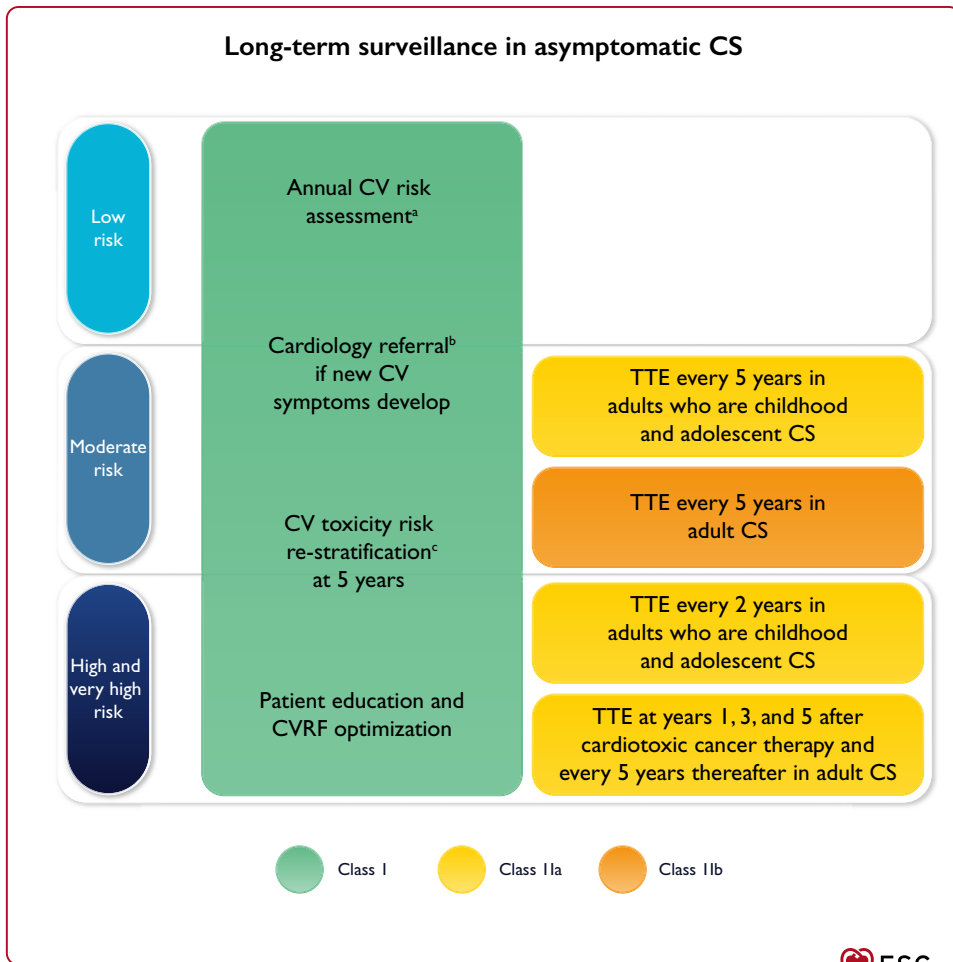 Long-term surveillance in asymptomatic CS
Low
risk
Annual CV risk
assessmentᵃ
Cardiology referralᵇ
if new CV
symptoms develop
Moderate
risk
TTE every 5 years in
adults who are childhood
and adolescent CS
TTE every 5 years in
adult CS
CV toxicity risk
re-stratificationᶜ
at 5 years
High and
very high
risk
Patient education and
CVRF optimization
TTE every 2 years in
adults who are childhood
and adolescent CS
TTE at years 1, 3, and 5 after
cardiotoxic cancer therapy and
every 5 years thereafter in adult CS
Class I
Class IIa
Class IIb
ESC